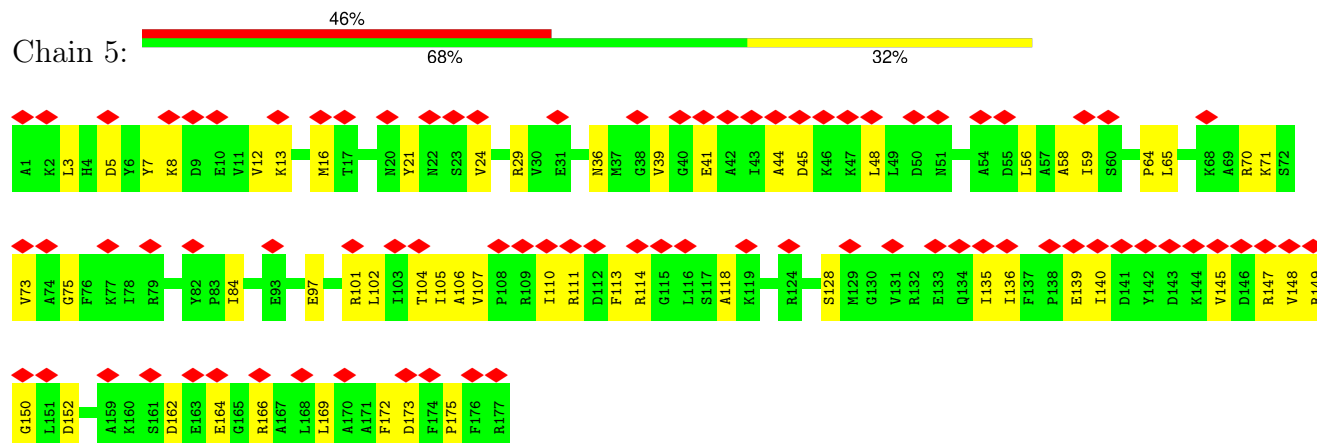 46%
Chain 5:
68% 32%
A1 K2 L3 H4 D5 Y6 Y7 K8 D9 E10 V11 V12 K13 M16 T17 N20 Y21 N22 S23 V24 R29 V30 E31 N36 M37 G38 V39 G40 E41 A42 I43 A44 D45 K46 K47 L48 L49 D50 N51 A54 D55 L56 A57 A58 I59 S60 P64 L65 K68 A69 R70 K71 S72
V73 A74 G75 F76 K77 I78 R79 Y82 P83 I84 E93 E97 R101 L102 I103 T104 I105 A106 V107 P108 R109 I110 R111 D112 F113 R114 G115 L116 S117 A118 K119 R124 S128 M129 G130 V131 R132 E133 Q134 I135 I136 F137 P138 E139 I140 D141 Y142 D143 K144 V145 D146 R147 V148 R149
G150 L151 D152 A159 K160 S161 D162 E163 E164 G165 R166 A167 L168 L169 A170 A171 F172 D173 F174 P175 F176 R177